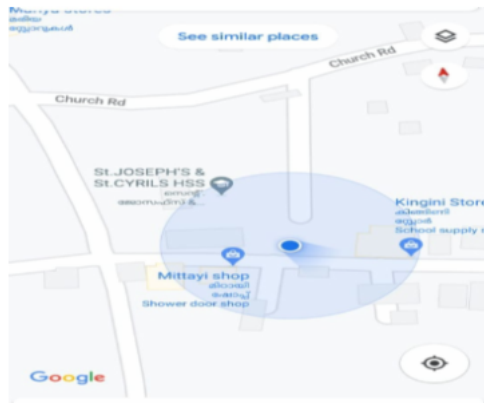 See similar places
Church Rd
Church Rd
St.JOSEPH'S &
St.CYRILS HSS
സെന്റ്
ജോസഫ്സ് &...
Kingini Store
കിങ്ങിണി
സ്റ്റോർ
School supply
Mittayi shop
മിഠായി
ഷോപ്പ്
Shower door shop
Google